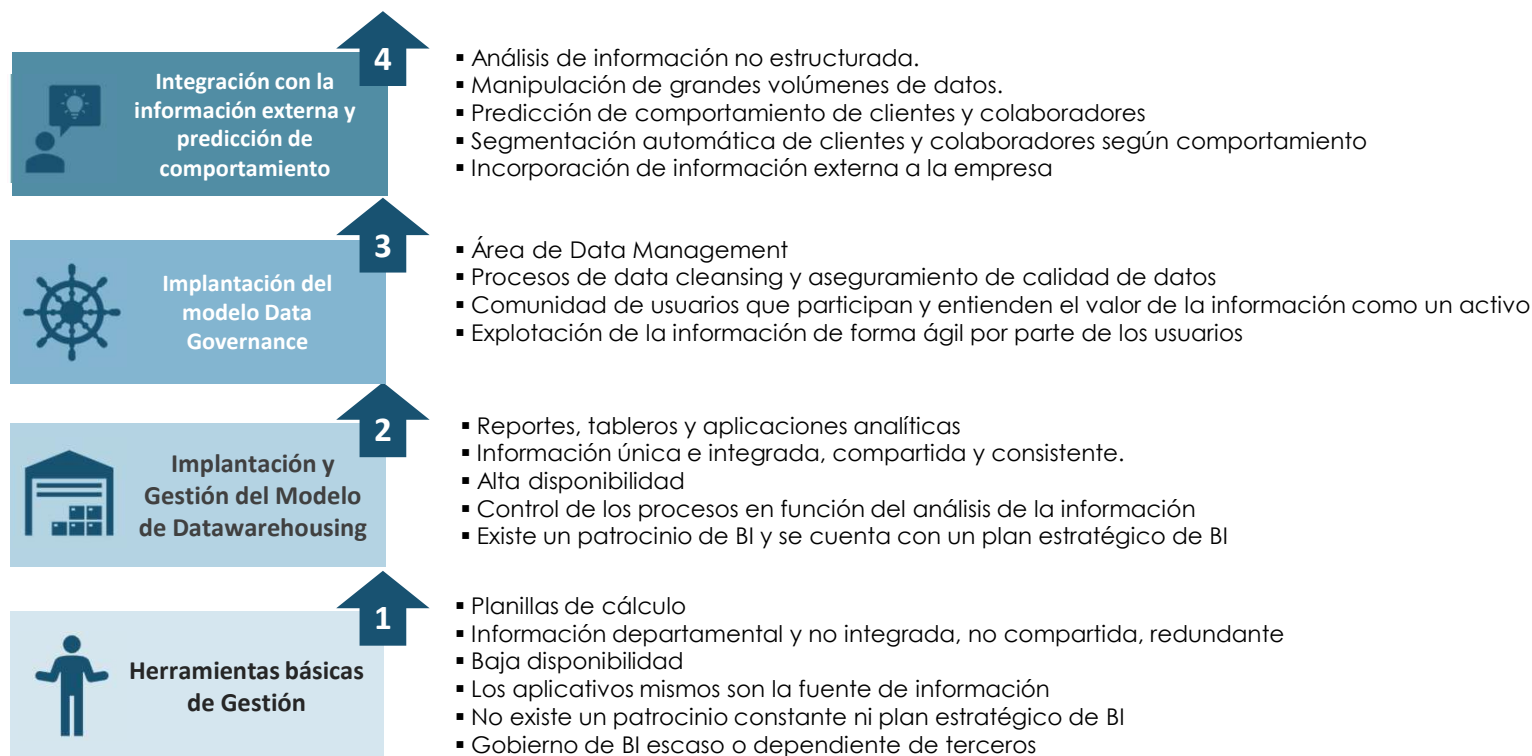 4
Integración con la
información externa y
predicción de
comportamiento
▪ Análisis de información no estructurada.
▪ Manipulación de grandes volúmenes de datos.
▪ Predicción de comportamiento de clientes y colaboradores
▪ Segmentación automática de clientes y colaboradores según comportamiento
▪ Incorporación de información externa a la empresa
3
Implantación del
modelo Data
Governance
▪ Área de Data Management
▪ Procesos de data cleansing y aseguramiento de calidad de datos
▪ Comunidad de usuarios que participan y entienden el valor de la información como un activo
▪ Explotación de la información de forma ágil por parte de los usuarios
2
Implantación y
Gestión del Modelo
de Datawarehousing
▪ Reportes, tableros y aplicaciones analíticas
▪ Información única e integrada, compartida y consistente.
▪ Alta disponibilidad
▪ Control de los procesos en función del análisis de la información
▪ Existe un patrocinio de BI y se cuenta con un plan estratégico de BI
1
Herramientas básicas
de Gestión
▪ Planillas de cálculo
▪ Información departamental y no integrada, no compartida, redundante
▪ Baja disponibilidad
▪ Los aplicativos mismos son la fuente de información
▪ No existe un patrocinio constante ni plan estratégico de BI
▪ Gobierno de BI escaso o dependiente de terceros